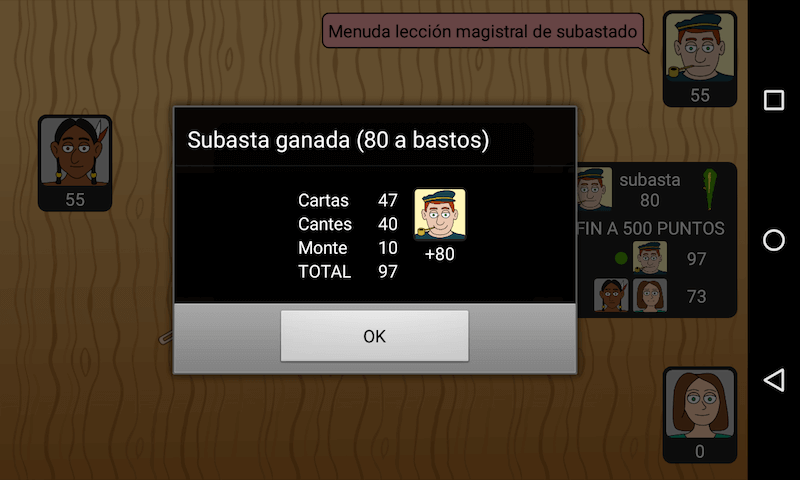 Menuda lección magistral de subastado
55
55
Subasta ganada (80 a bastos)
Cartas 47
Cantes 40
Monte 10
TOTAL 97
+80
OK
subasta
80
FIN A 500 PUNTOS
97
73
0